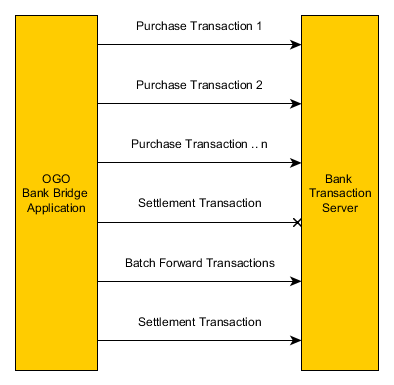 Purchase Transaction 1
Purchase Transaction 2
Purchase Transaction .. n
OGO
Bank Bridge
Application
Settlement Transaction
Bank
Transaction
Server
Batch Forward Transactions
Settlement Transaction